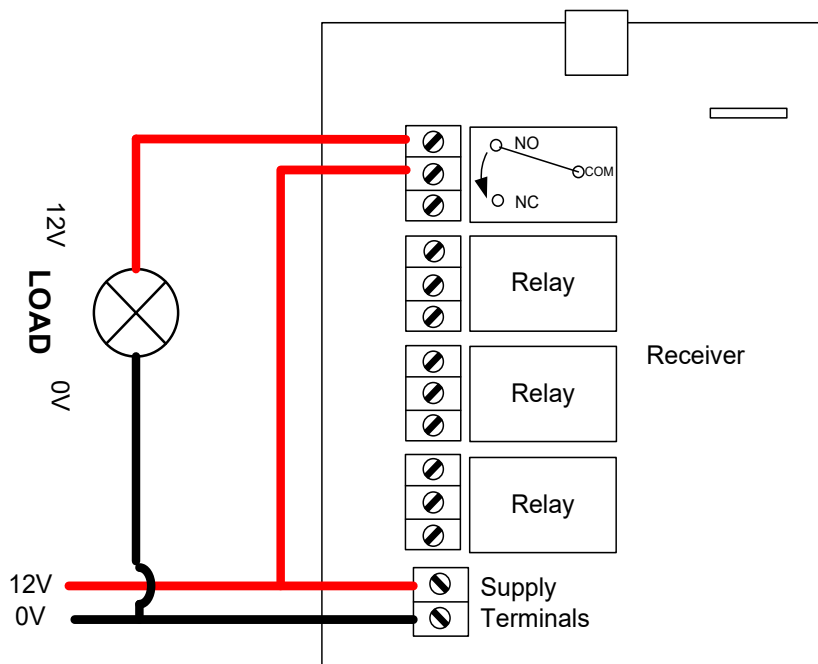 NO
COM
NC
12V
LOAD
0V
Relay
Receiver
Relay
Relay
12V
Supply
0V
Terminals